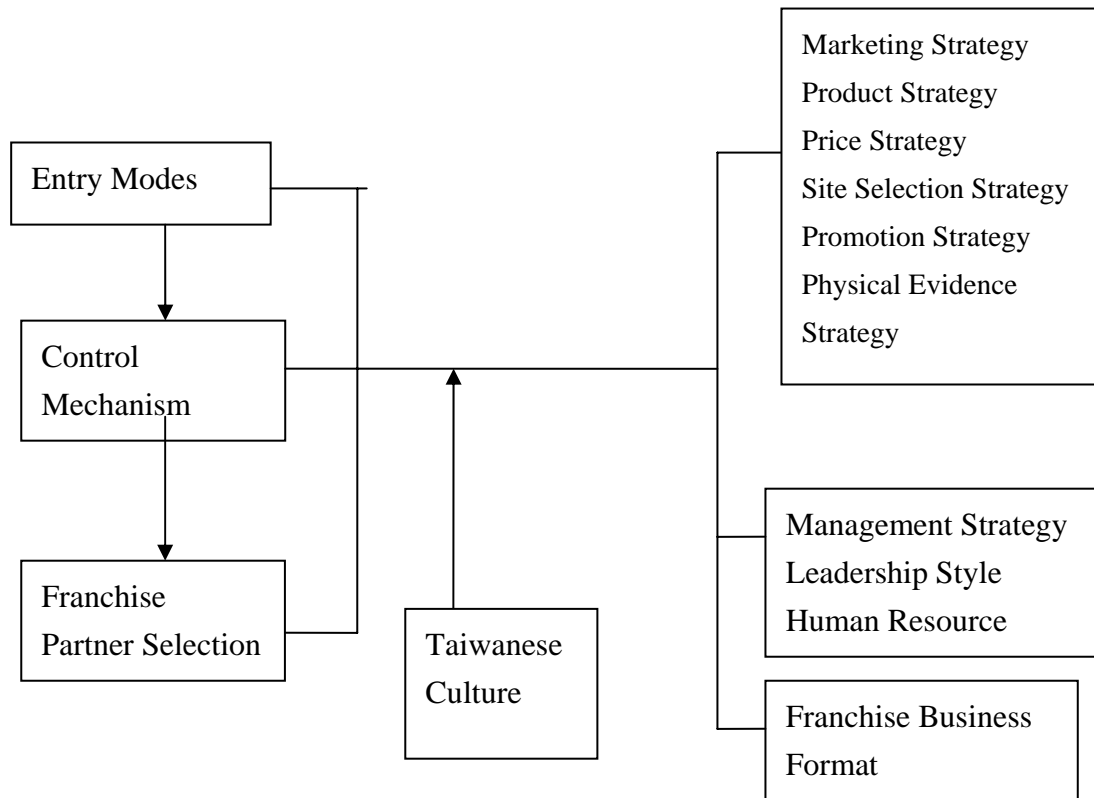 Entry Modes
Control
Mechanism
Franchise
Partner Selection
Taiwanese
Culture
Marketing Strategy
Product Strategy
Price Strategy
Site Selection Strategy
Promotion Strategy
Physical Evidence
Strategy
Management Strategy
Leadership Style
Human Resource
Franchise Business
Format